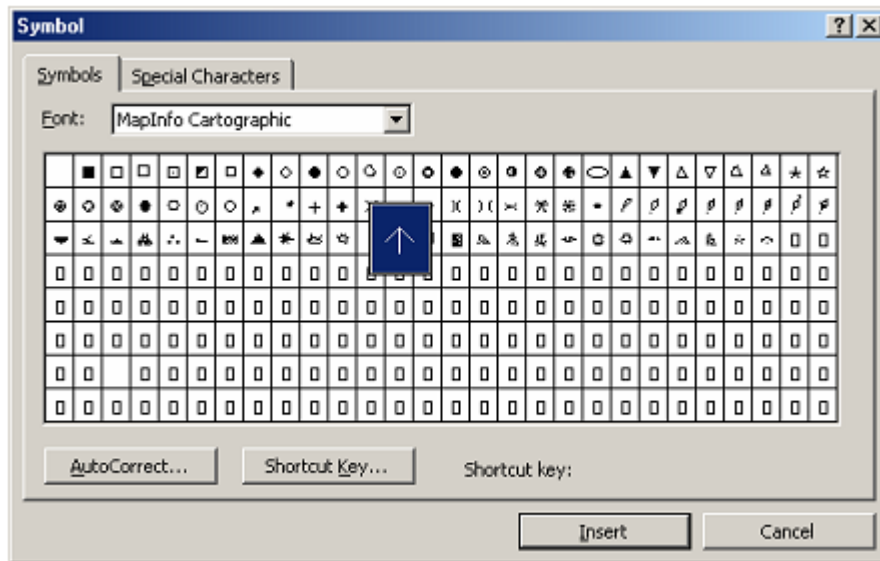 Symbol
Symbols Special Characters
Font: MapInfo Cartographic
AutoCorrect... Shortcut Key... Shortcut key:
Insert Cancel